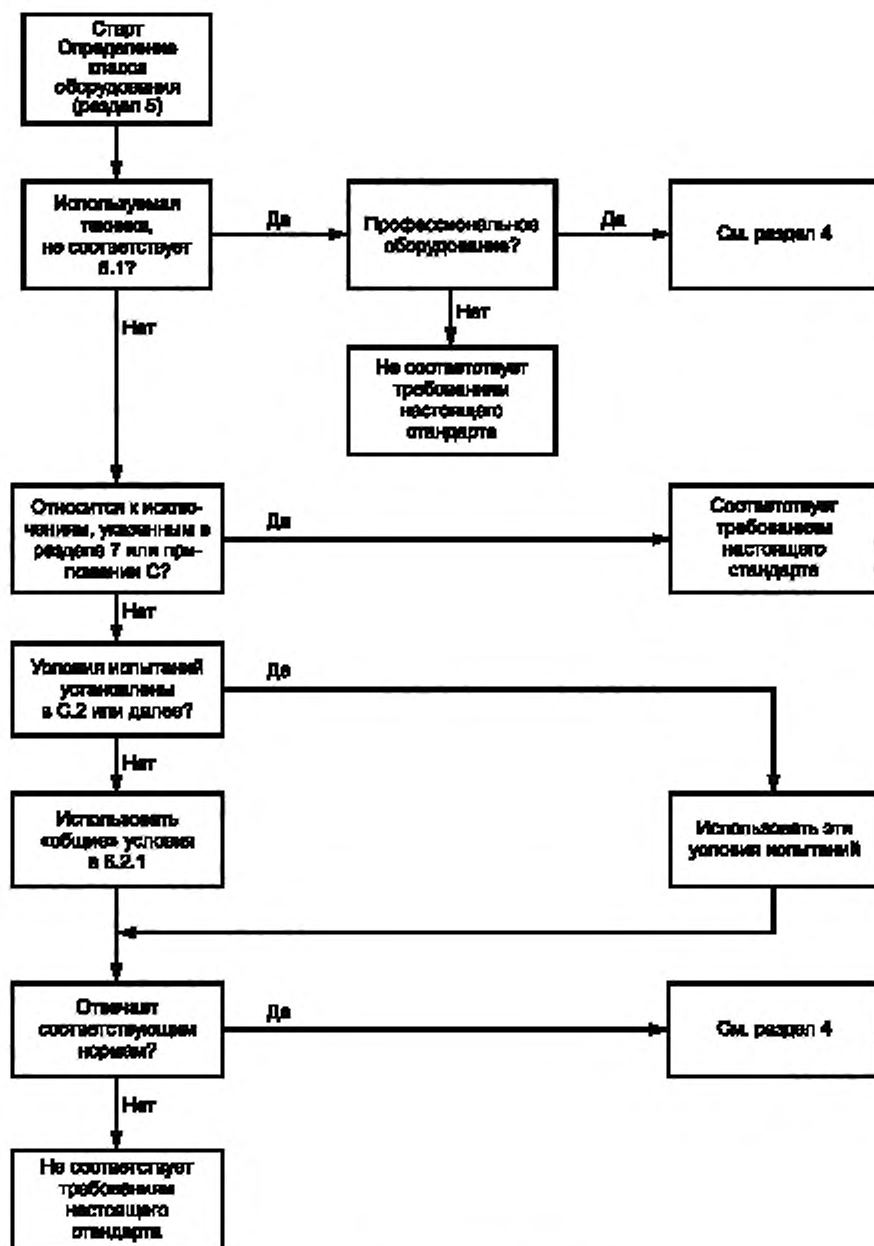 Старт
Определение
класса
оборудования
(раздел 5)
Используемая
техника,
не соответствует
6.1?
Да
Профессиональное
оборудование?
Да
См. раздел 4
Нет
Нет
Не соответствует
требованиям
настоящего
стандарта
Относится к исклю-
чениям, указанным в
разделе 7 или при-
ложении С?
Да
Соответствует
требованиям
настоящего
стандарта
Нет
Условия испытаний
установлены
в С.2 или далее?
Да
Нет
Использовать
«общие» условия
в 6.2.1
Использовать эти
условия испытаний
Отвечает
соответствующим
нормам?
Да
См. раздел 4
Нет
Не соответствует
требованиям
настоящего
стандарта